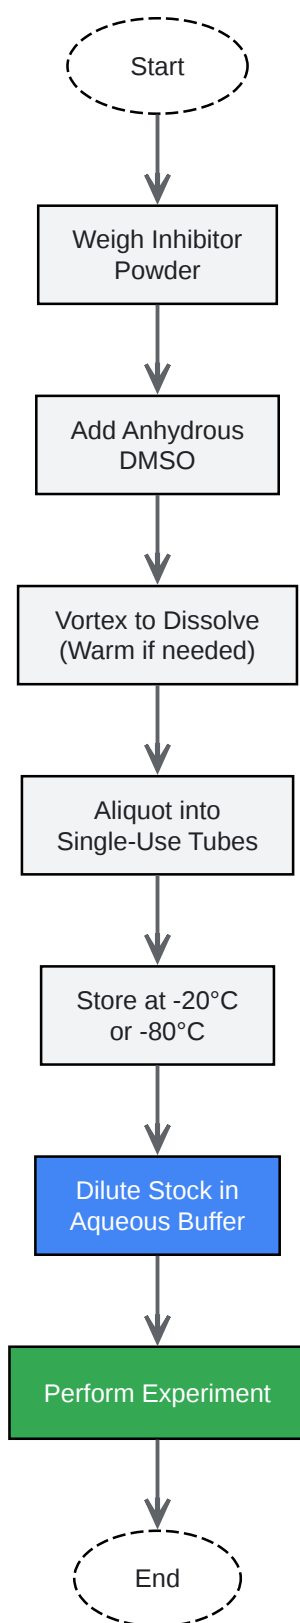 Start
Weigh Inhibitor
Powder
Add Anhydrous
DMSO
Vortex to Dissolve
(Warm if needed)
Aliquot into
Single-Use Tubes
Store at -20°C
or -80°C
Dilute Stock in
Aqueous Buffer
Perform Experiment
End